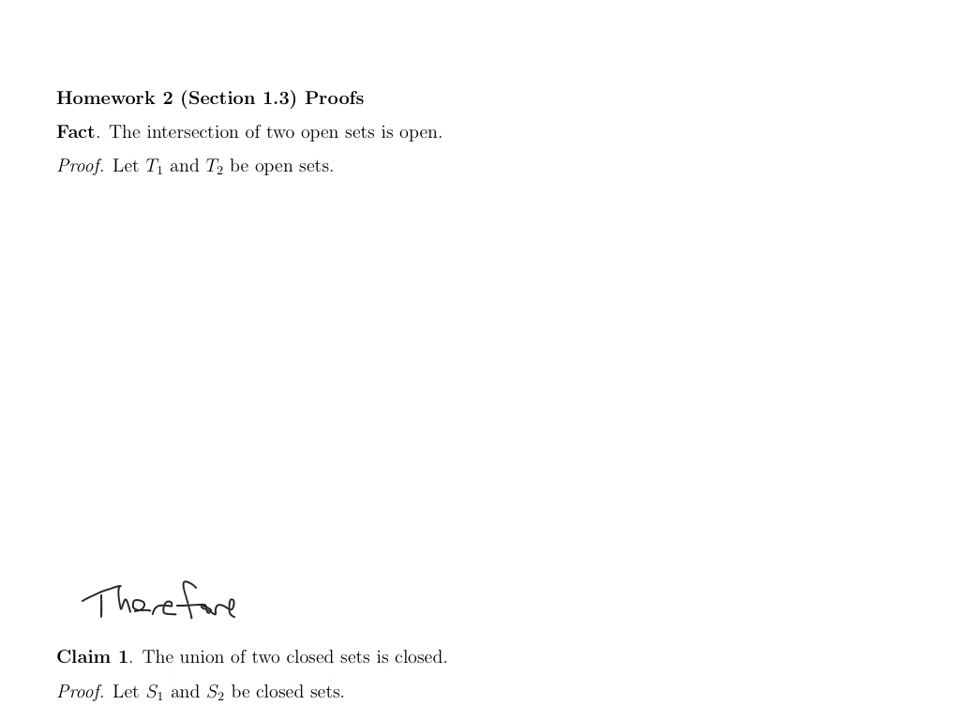 Homework 2 (Section 1.3) Proofs
Fact. The intersection of two open sets is open.
Proof. Let T₁ and T₂ be open sets.
Therefore
Claim 1. The union of two closed sets is closed.
Proof. Let S₁ and S₂ be closed sets.